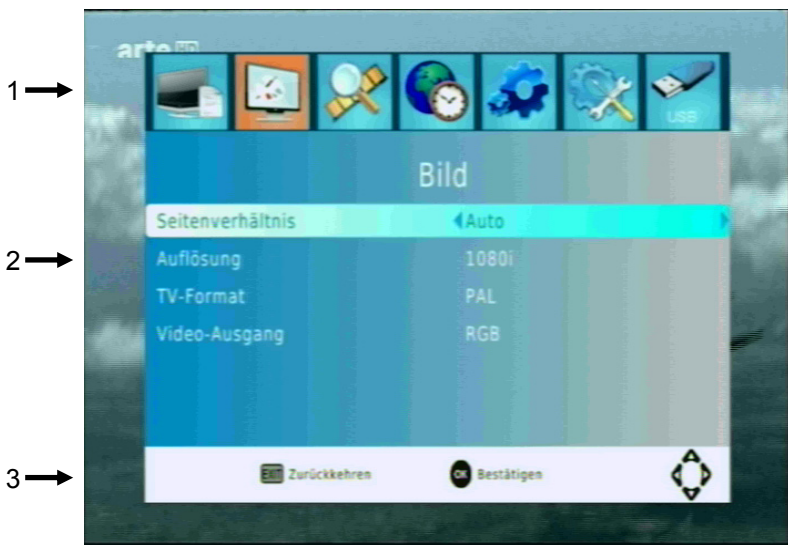 arte HD
1
USB
Bild
Seitenverhältnis Auto
2
Auflösung 1080i
TV-Format PAL
Video-Ausgang RGB
3
EXIT Zurückkehren OK Bestätigen